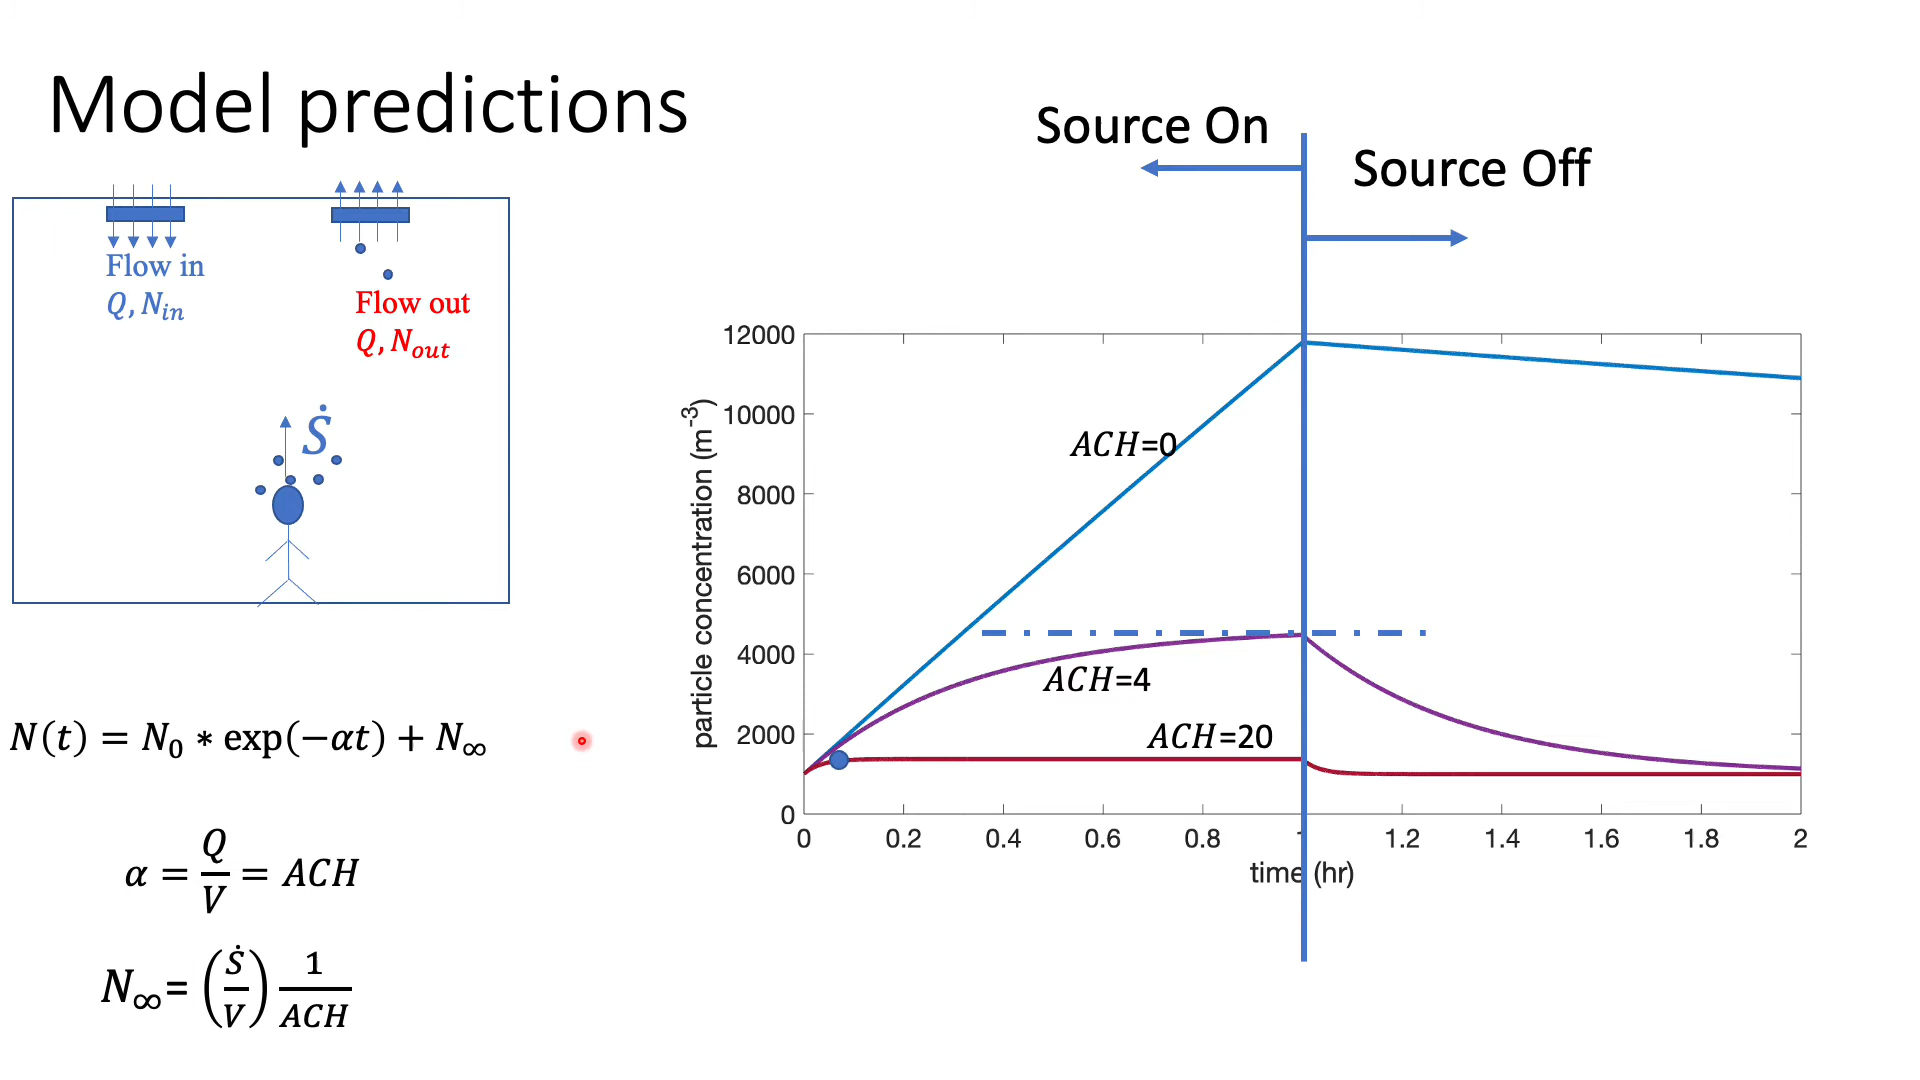 Model predictions
Source On
Source Off
Flow in
Q, N_in
Flow out
Q, N_out
Ṡ
N(t) = N_0 * exp(−αt) + N_∞
α = Q/V = ACH
N_∞= (Ṡ/V) 1/ACH
particle concentration (m^-3)
12000
10000
8000
6000
4000
2000
0
ACH=0
ACH=4
ACH=20
0 0.2 0.4 0.6 0.8 1 1.2 1.4 1.6 1.8 2
time (hr)